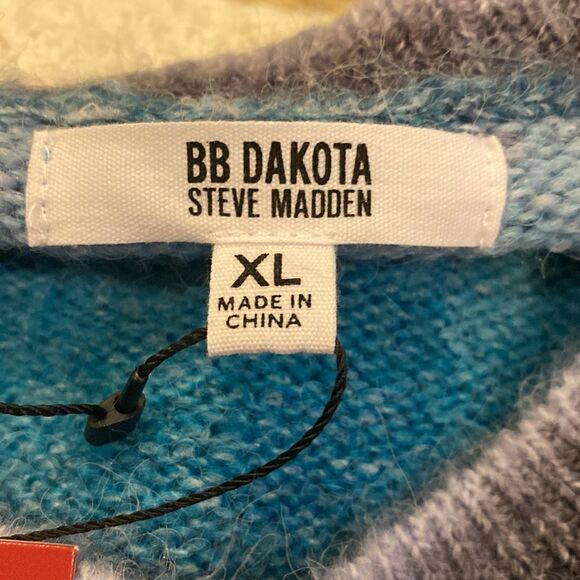 BB DAKOTA
STEVE MADDEN
XL
MADE IN
CHINA